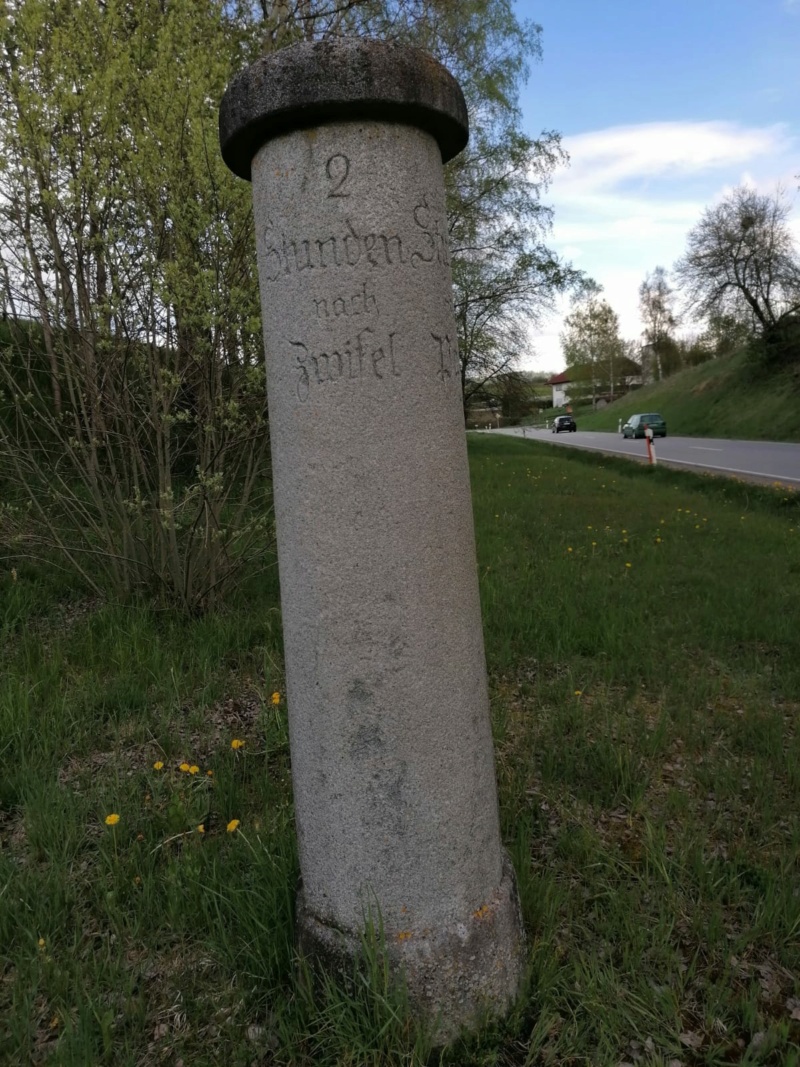 2
Stunden
nach
Zwisel